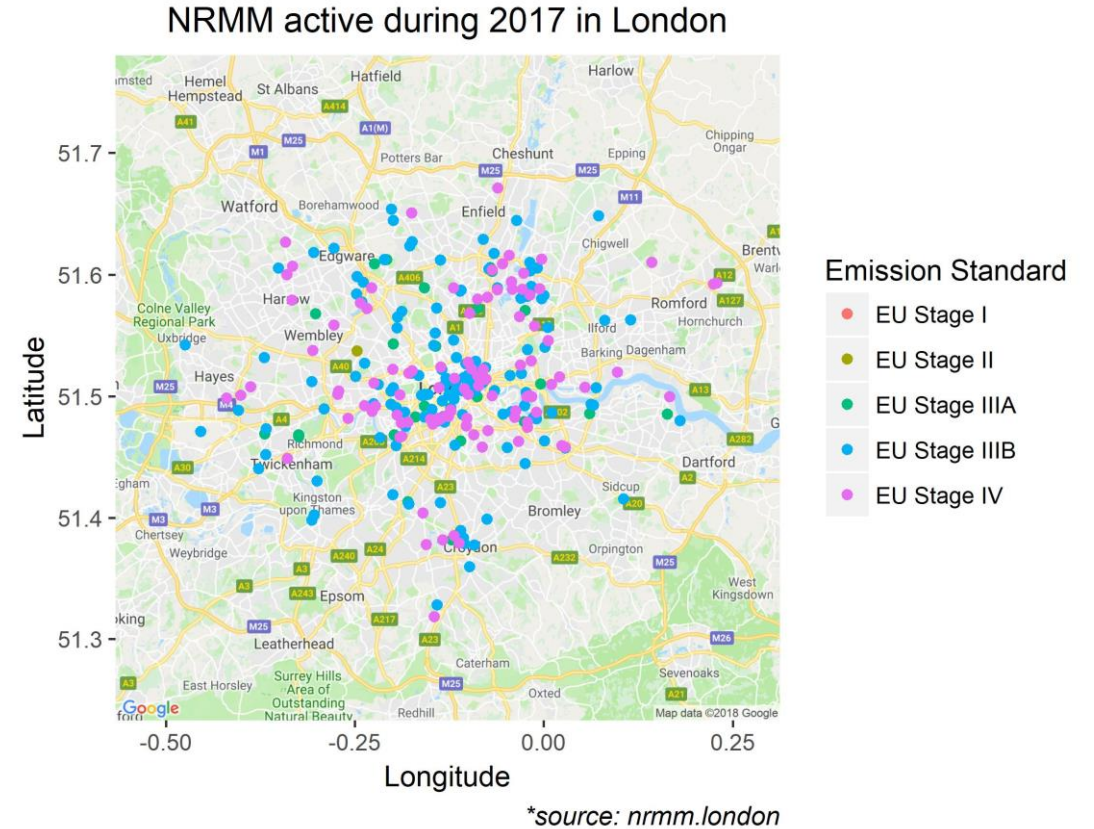 NRMM active during 2017 in London
Latitude
51.7
51.6
51.5
51.4
51.3
Hemel
Hempstead
St Albans
Hatfield
Harlow
A414
A41
A1(M)
M25
M1
Chipping
Ongar
Potters Bar
Cheshunt
Epping
M25
M25
M11
Watford
Borehamwood
Enfield
Chigwell
Edgware
A406
A12
Romford
A127
Hornchurch
Colne Valley
Regional Park
Uxbridge
Harrow
Wembley
A1
Ilford
Barking
Dagenham
A40
Hayes
M25
M4
A13
A4
Richmond
A282
A30
Twickenham
A214
Dartford
A2
A23
Sidcup
A20
Kingston
upon Thames
Bromley
M3
M3
Chertsey
Weybridge
A240
A24
Croydon
A232
Orpington
M25
A3
A3
A243
Epsom
West
Kingsdown
A217
M25
A23
M26
Leatherhead
Caterham
Sevenoaks
A3
East Horsley
Surrey Hills
Area of
Outstanding
Natural Beauty
M25
Oxted
A21
Redhill
Google
Map data ©2018 Google
-0.50
-0.25
0.00
0.25
Longitude
*source: nrmm.london
Emission Standard
EU Stage I
EU Stage II
EU Stage IIIA
EU Stage IIIB
EU Stage IV